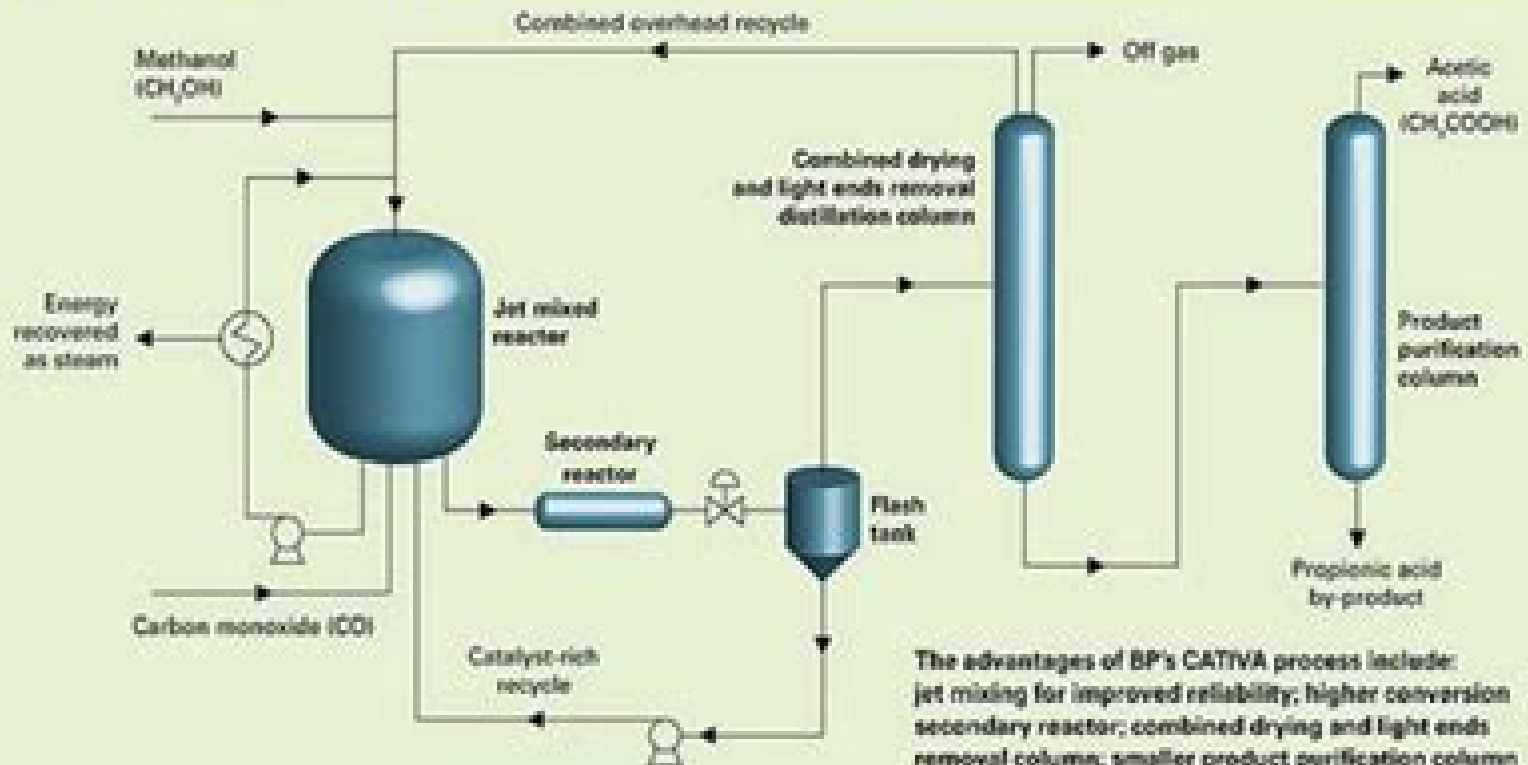 Combined overhead recycle
Methanol
(CH₃OH)
Off gas
Acetic
acid
(CH₃COOH)
Combined drying
and light ends removal
distillation column
Energy
recovered
as steam
Jet mixed
reactor
Product
purification
column
Secondary
reactor
Flash
tank
Carbon monoxide (CO)
Propionic acid
by-product
Catalyst-rich
recycle
The advantages of BP's CATIVA process include:
jet mixing for improved reliability; higher conversion
secondary reactor; combined drying and light ends
removal column; smaller product purification column